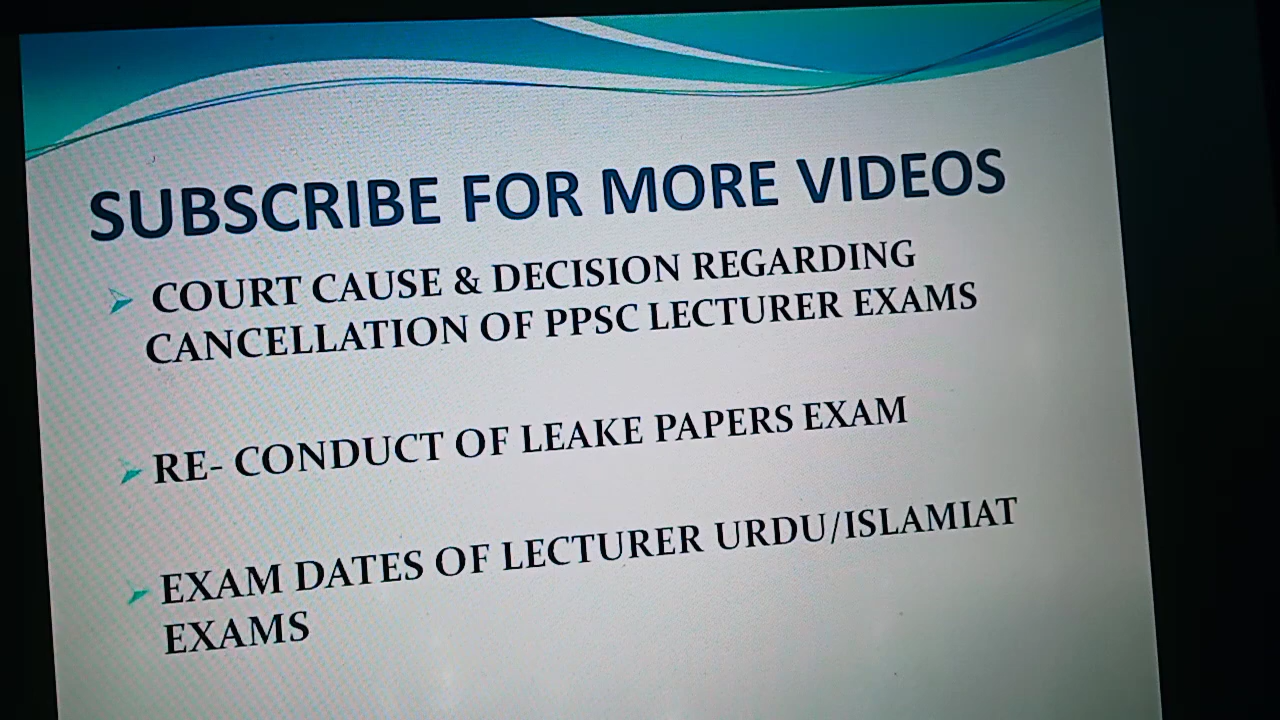 SUBSCRIBE FOR MORE VIDEOS
COURT CAUSE & DECISION REGARDING
CANCELLATION OF PPSC LECTURER EXAMS
RE- CONDUCT OF LEAKE PAPERS EXAM
EXAM DATES OF LECTURER URDU/ISLAMIAT
EXAMS